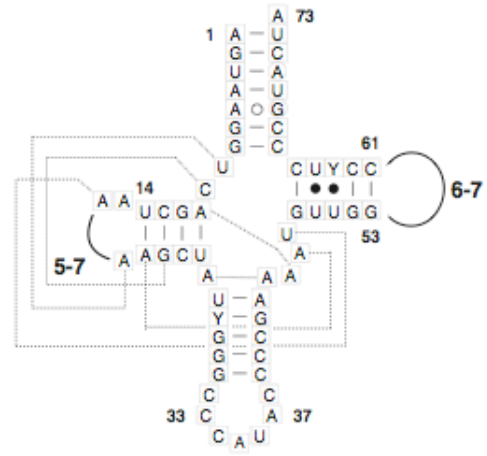 A 73
1 A U
G C
U A
A U
A G
G C
G C
61
U C U Y C C
14 C 6-7
A A U C G A G U U G G
U 53
A A G C U A
5-7
A A A
U A
Y G
G C
G C
G C
C C
33 C A 37
C A U